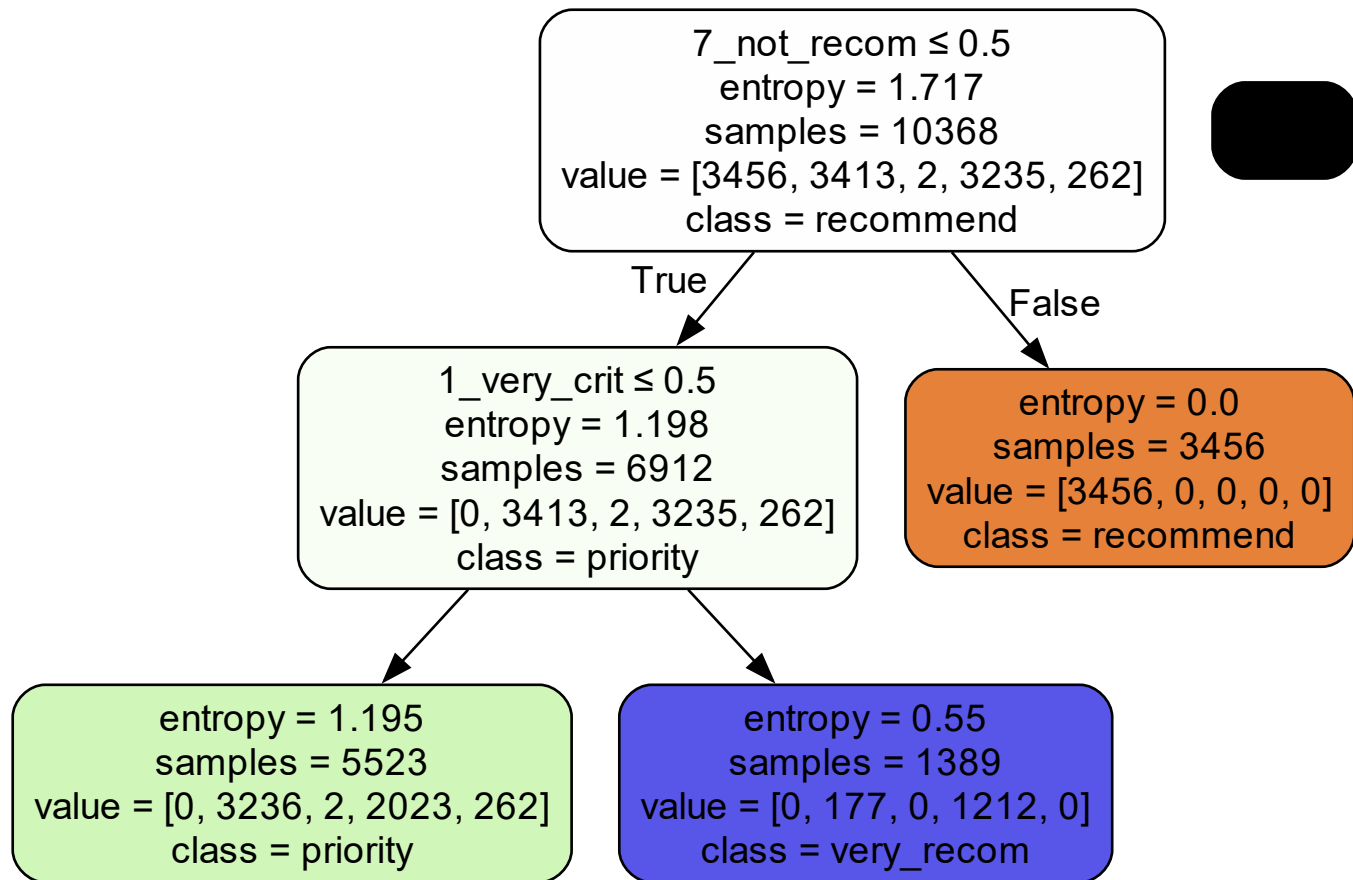 7_not_recom ≤ 0.5
entropy = 1.717
samples = 10368
value = [3456, 3413, 2, 3235, 262]
class = recommend
True
False
1_very_crit ≤ 0.5
entropy = 1.198
samples = 6912
value = [0, 3413, 2, 3235, 262]
class = priority
entropy = 0.0
samples = 3456
value = [3456, 0, 0, 0, 0]
class = recommend
entropy = 1.195
samples = 5523
value = [0, 3236, 2, 2023, 262]
class = priority
entropy = 0.55
samples = 1389
value = [0, 177, 0, 1212, 0]
class = very_recom